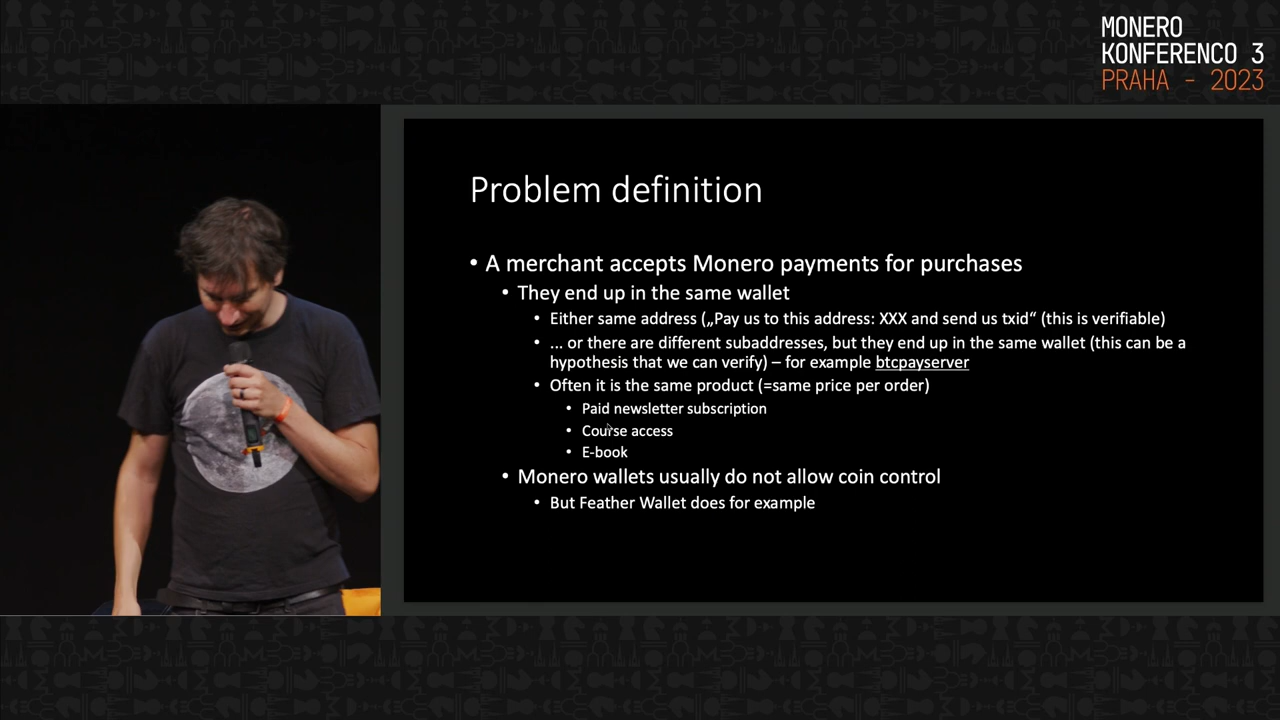 MONERO
KONFERENCO 3
PRAHA - 2023
Problem definition
• A merchant accepts Monero payments for purchases
• They end up in the same wallet
• Either same address („Pay us to this address: XXX and send us txid“ (this is verifiable)
• ... or there are different subaddresses, but they end up in the same wallet (this can be a
hypothesis that we can verify) – for example btcpayserver
• Often it is the same product (=same price per order)
• Paid newsletter subscription
• Course access
• E-book
• Monero wallets usually do not allow coin control
• But Feather Wallet does for example